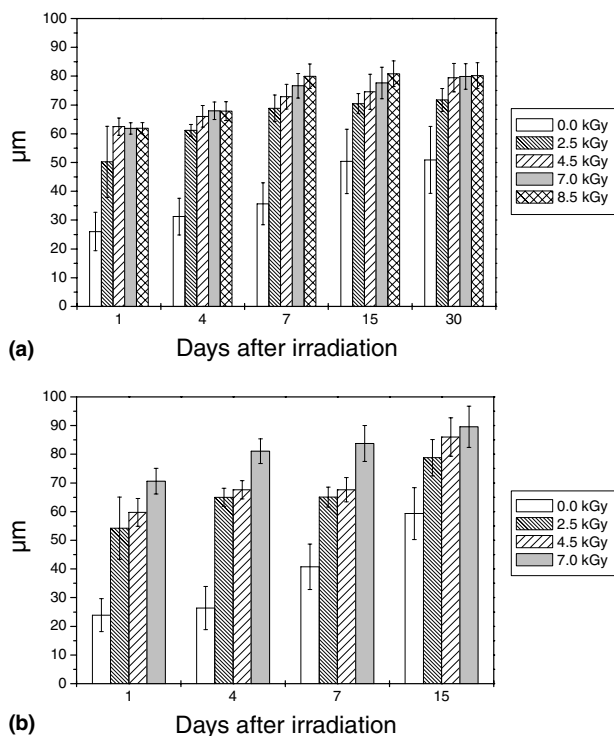 100
90
80
70
60
50
40
30
20
10
0
µm
1 4 7 15 30
Days after irradiation
(a)
0.0 kGy
2.5 kGy
4.5 kGy
7.0 kGy
8.5 kGy
100
90
80
70
60
50
40
30
20
10
0
µm
1 4 7 15
Days after irradiation
(b)
0.0 kGy
2.5 kGy
4.5 kGy
7.0 kGy